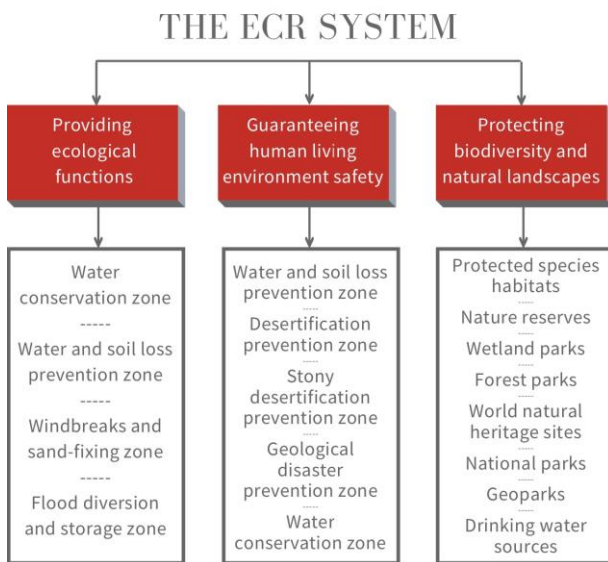 THE ECR SYSTEM
Providing
ecological
functions
Guaranteeing
human living
environment safety
Protecting
biodiversity and
natural landscapes
Water
conservation zone
-----
Water and soil loss
prevention zone
-----
Windbreaks and
sand-fixing zone
-----
Flood diversion
and storage zone
Water and soil loss
prevention zone
-----
Desertification
prevention zone
-----
Stony
desertification
prevention zone
-----
Geological
disaster
prevention zone
-----
Water
conservation zone
Protected species
habitats
-----
Nature reserves
-----
Wetland parks
-----
Forest parks
-----
World natural
heritage sites
-----
National parks
-----
Geoparks
-----
Drinking water
sources